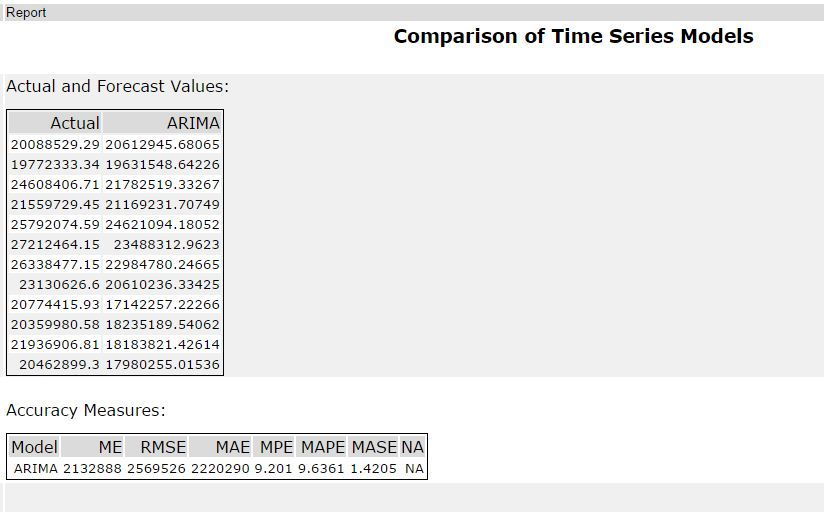 Report
Comparison of Time Series Models
Actual and Forecast Values:
Actual ARIMA
20088529.29 20612945.68065
19772333.34 19631548.64226
24608406.71 21782519.33267
21559729.45 21169231.70749
25792074.59 24621094.18052
27212464.15 23488312.9623
26338477.15 22984780.24665
23130626.6 20610236.33425
20774415.93 17142257.22266
20359980.58 18235189.54062
21936906.81 18183821.42614
20462899.3 17980255.01536
Accuracy Measures:
Model ME RMSE MAE MPE MAPE MASE NA
ARIMA 2132888 2569526 2220290 9.201 9.6361 1.4205 NA